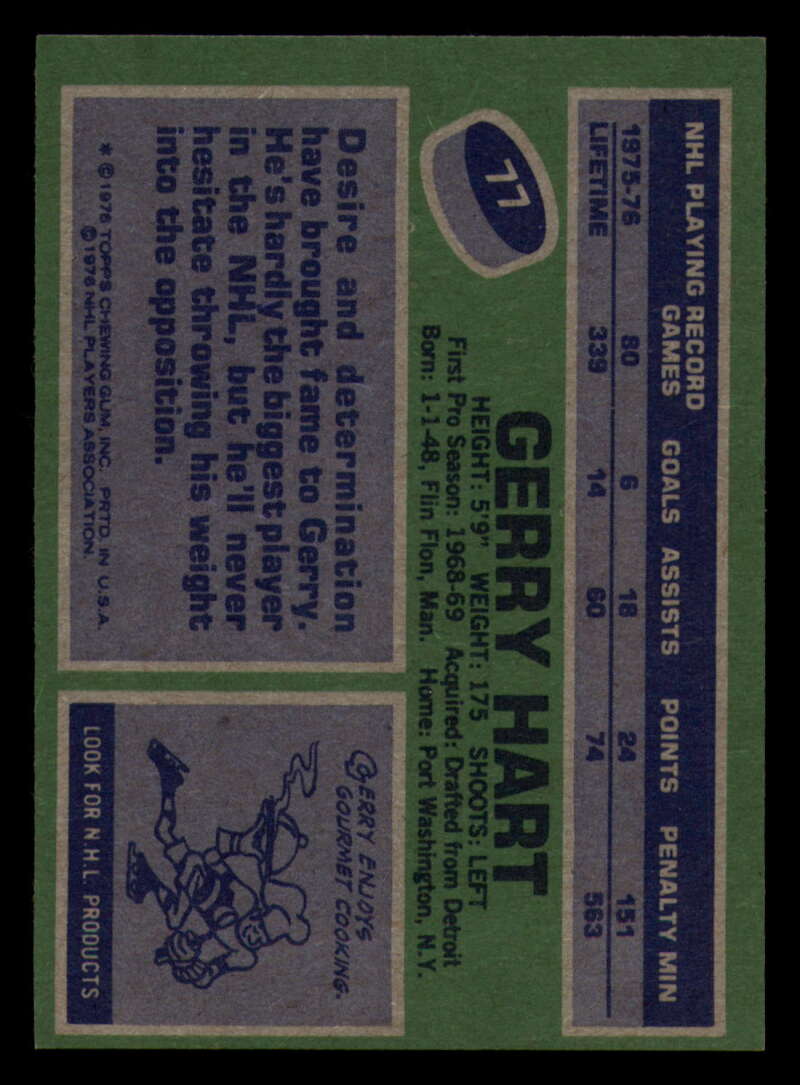 NHL PLAYING RECORD
GAMES GOALS ASSISTS POINTS PENALTY MIN
1975-76 80 6 18 24 151
LIFETIME 339 14 60 74 563
77
GERRY HART
HEIGHT: 5'9" WEIGHT: 175 SHOOTS: LEFT
First Pro Season: 1968-69 Acquired: Drafted from Detroit
Born: 1-1-48, Flin Flon, Man. Home: Port Washington, N.Y.
Desire and determination
have brought fame to Gerry.
He's hardly the biggest player
in the NHL, but he'll never
hesitate throwing his weight
into the opposition.
* © 1976 TOPPS CHEWING GUM, INC. PRTD. IN U.S.A.
© 1976 NHL PLAYERS ASSOCIATION.
GERRY ENJOYS
GOURMET COOKING.
LOOK FOR N.H.L. PRODUCTS